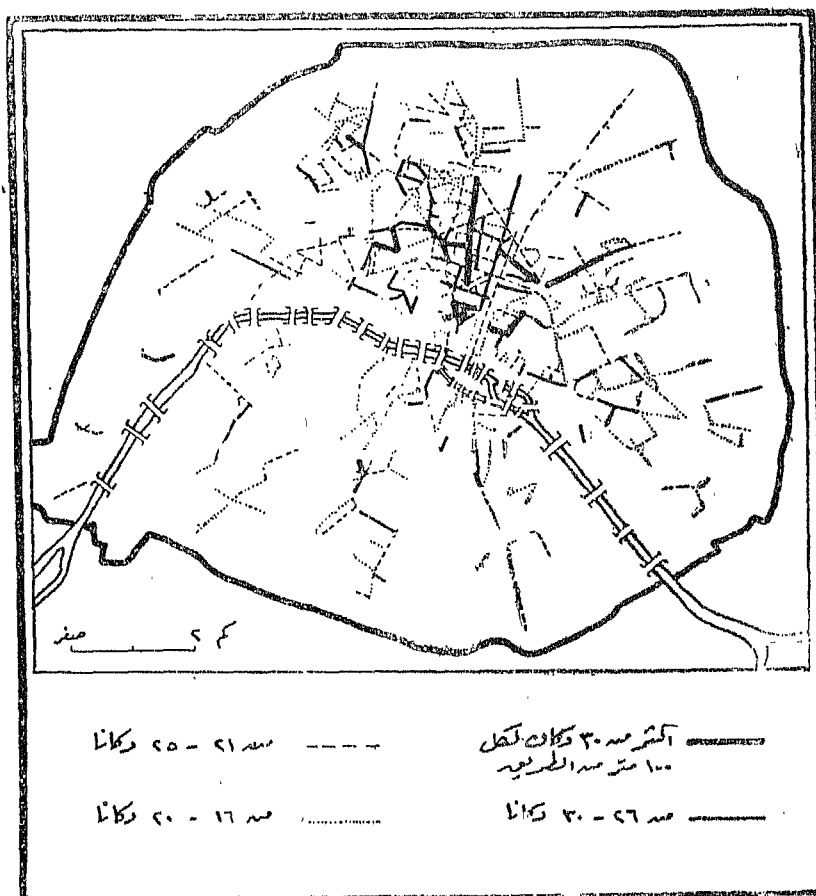 صفر ٢ كم
أكثر من ٣٠ دكان لكل
١٠٠ متر من الطريق
من ٢٦ - ٣٠ دكانا
من ٢١ - ٢٥ دكانا
من ١٦ - ٢٠ دكانا